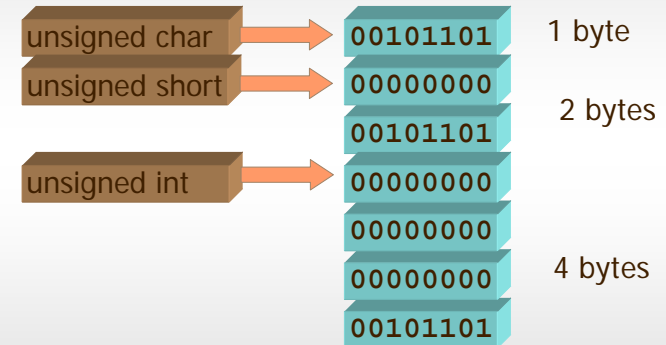 unsigned char 00101101 1 byte
unsigned short 00000000
2 bytes
00101101
unsigned int 00000000
00000000
00000000 4 bytes
00101101